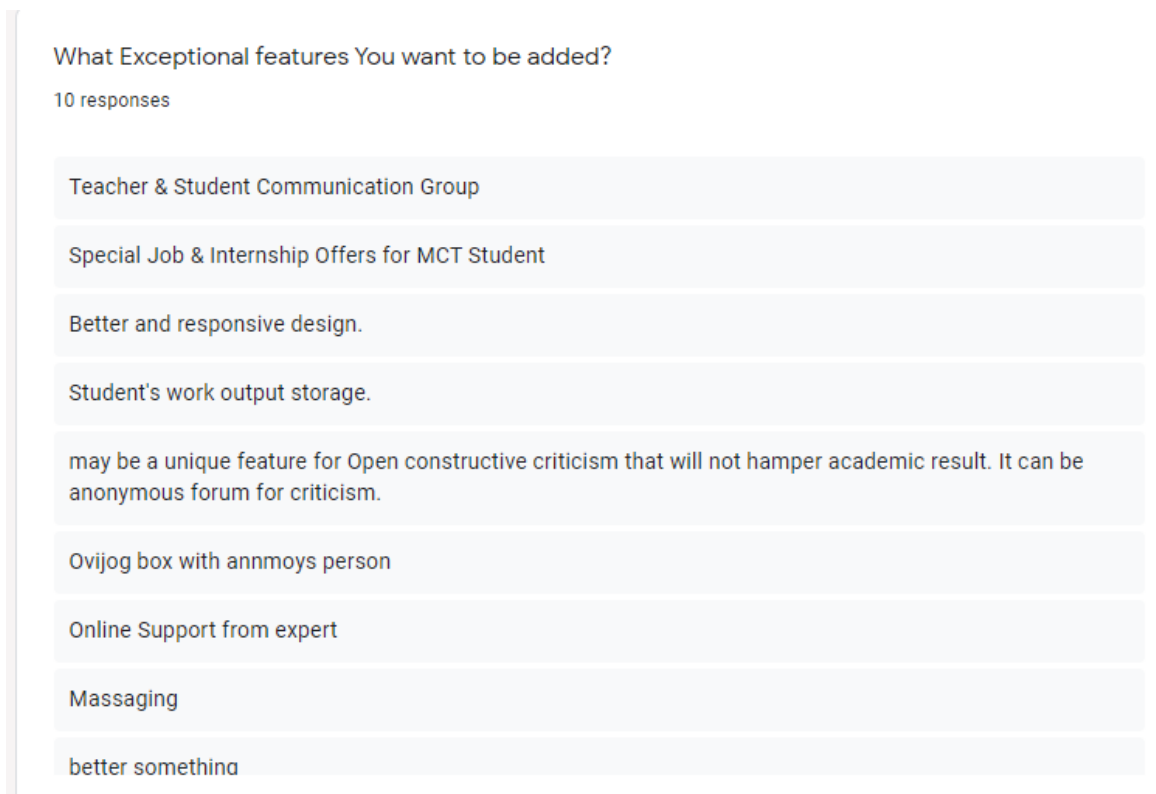 What Exceptional features You want to be added?
10 responses
Teacher & Student Communication Group
Special Job & Internship Offers for MCT Student
Better and responsive design.
Student's work output storage.
may be a unique feature for Open constructive criticism that will not hamper academic result. It can be
anonymous forum for criticism.
Ovijog box with annmoys person
Online Support from expert
Massaging
better something